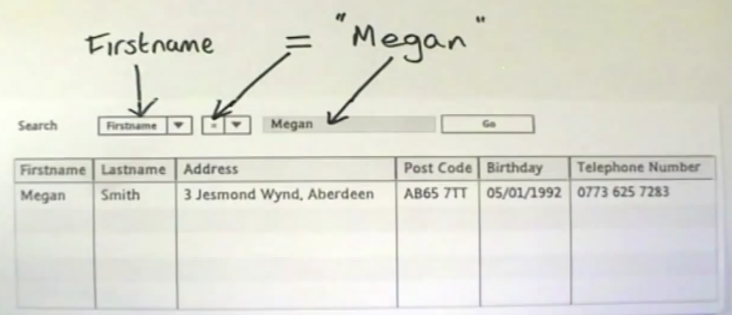 Firstname = "Megan"
Search Firstname = Megan Go
Firstname Lastname Address Post Code Birthday Telephone Number
Megan Smith 3 Jesmond Wynd, Aberdeen AB65 7TT 05/01/1992 0773 625 7283